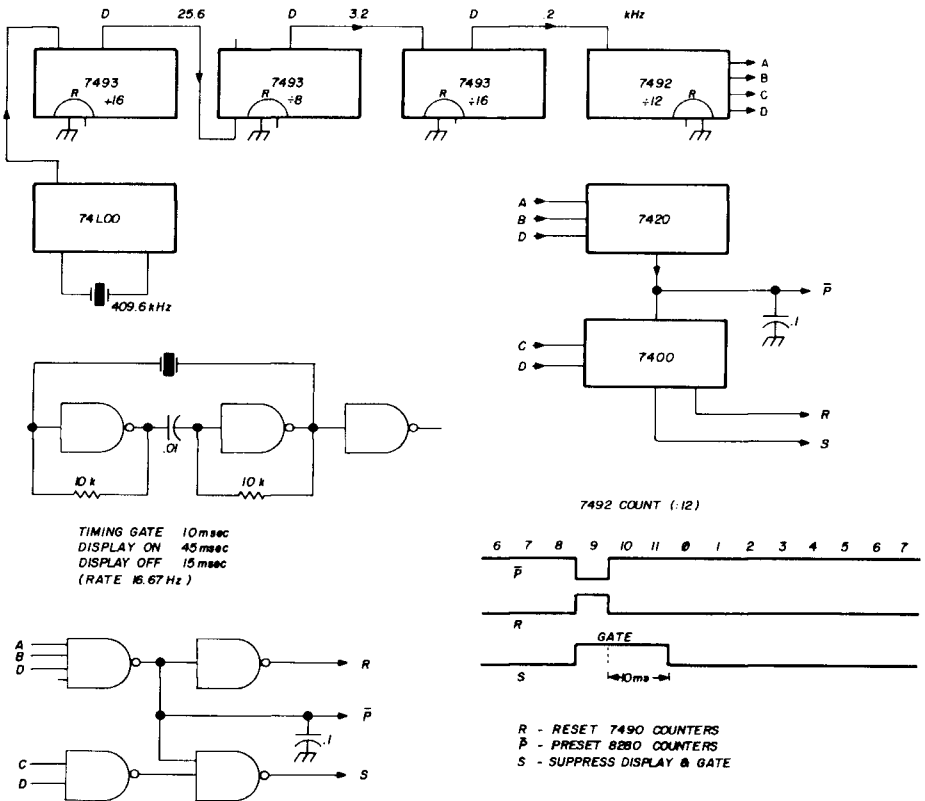 D 25.6 D 3.2 D .2 kHz
7493 7493 7493 7492
R ÷16 R ÷8 R ÷16 ÷12 R
A
B
C
D
74L00
409.6 kHz
A
B
D
7420
P̅
.1
C
D
7400
R
S
.01
10 k 10 k
TIMING GATE 10 msec
DISPLAY ON 45 msec
DISPLAY OFF 15 msec
(RATE 16.67 Hz)
7492 COUNT (:12)
6 7 8 9 10 11 0 1 2 3 4 5 6 7
P̅
R
GATE
S
10 ms
A
B
D
R
P̅
.1
C
D
S
R - RESET 7490 COUNTERS
P̅ - PRESET 8280 COUNTERS
S - SUPPRESS DISPLAY & GATE